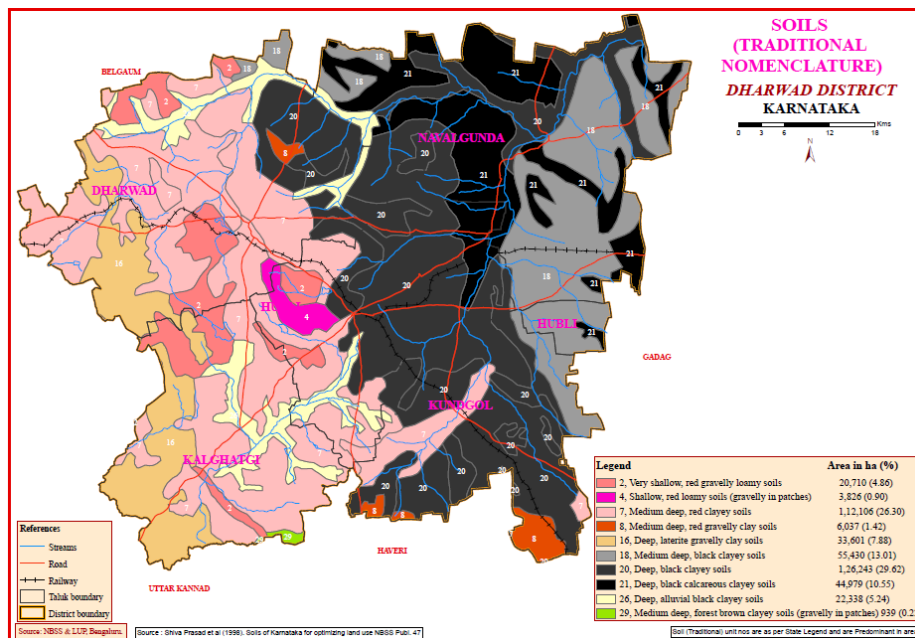 SOILS
(TRADITIONAL
NOMENCLATURE)
DHARWAD DISTRICT
KARNATAKA
Kms
0 3 6 12 18
N
BELGAUM
NAVALGUNDA
DHARWAD
HUBLI
KUNDGOL
KALGHATGI
GADAG
HAVERI
UTTAR KANNAD
Legend Area in ha (%)
2, Very shallow, red gravelly loamy soils 20,710 (4.86)
4, Shallow, red loamy soils (gravelly in patches) 3,826 (0.90)
7, Medium deep, red clayey soils 1,12,106 (26.30)
8, Medium deep, red gravelly clay soils 6,037 (1.42)
16, Deep, laterite gravelly clay soils 33,601 (7.88)
18, Medium deep, black clayey soils 55,430 (13.01)
20, Deep, black clayey soils 1,26,243 (29.62)
21, Deep, black calcareous clayey soils 44,979 (10.55)
26, Deep, alluvial black clayey soils 22,338 (5.24)
29, Medium deep, forest brown clayey soils (gravelly in patches) 939 (0.2
References
Streams
Road
Railway
Taluk boundary
District boundary
Source: NBSS & LUP, Bengaluru.
Source : Shiva Prasad et al (1998). Soils of Karnataka for optimizing land use NBSS Publ. 47
Soil (Traditional) unit nos are as per State Legend and are Predominant in area